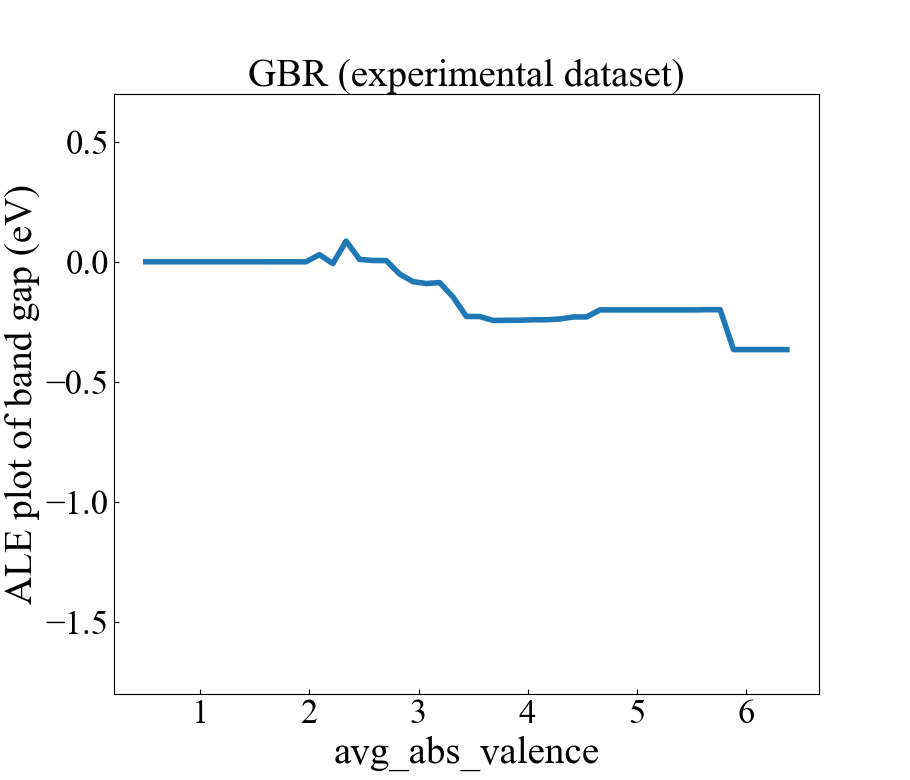 GBR (experimental dataset)
ALE plot of band gap (eV)
0.5
0.0
−0.5
−1.0
−1.5
1 2 3 4 5 6
avg_abs_valence